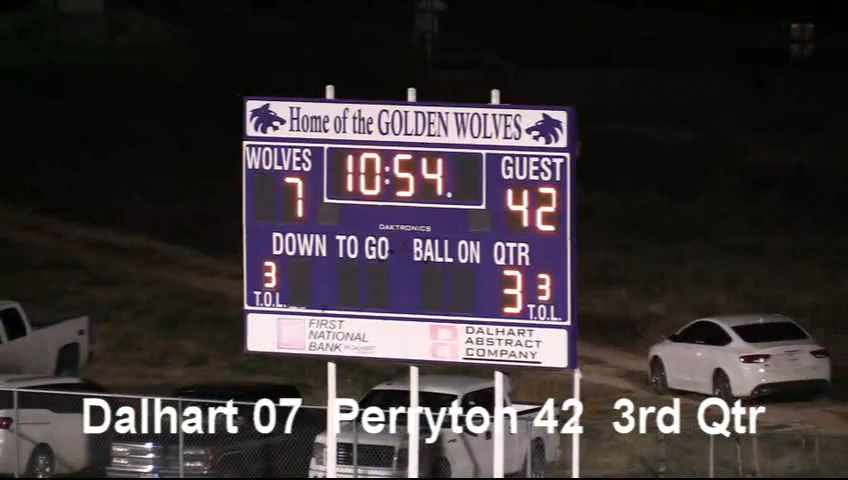 Home of the GOLDEN WOLVES
WOLVES 10:54. GUEST
7 42
DAKTRONICS
DOWN TO GO BALL ON QTR
3 3 3
T.O.L. T.O.L.
FIRST NATIONAL BANK
DALHART ABSTRACT COMPANY
Dalhart 07 Perryton 42 3rd Qtr